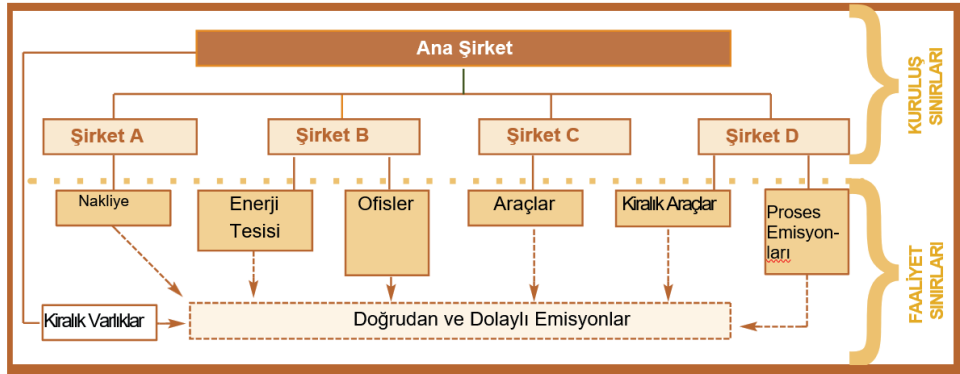 Ana Şirket
KURULUŞ
SINIRLARI
Şirket A
Şirket B
Şirket C
Şirket D
Nakliye
Enerji
Tesisi
Ofisler
Araçlar
Kiralık Araçlar
Proses
Emisyon-
ları
FAALİYET
SINIRLARI
Kiralık Varlıklar
Doğrudan ve Dolaylı Emisyonlar